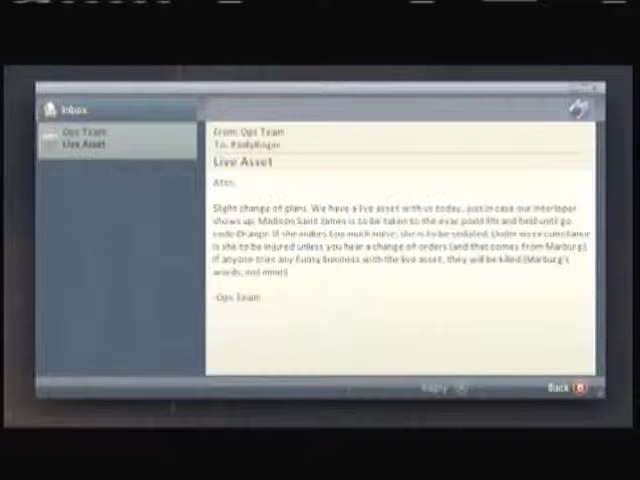 Inbox
Ops Team
Live Asset
From: Ops Team
To:
Live Asset
Attn:
Slight change of plans. We have a live asset with us today, just in case our interloper
shows up. Madison Saint James is to be taken to the evac point and held until go
code Orange. If she makes too much noise, she is to be sedated. Under no circumstance
is she to be injured unless you hear a change of orders (and that comes from Marburg).
If anyone tries any funny business with the live asset, they will be killed (Marburg's
words, not mine).
-Ops Team
Reply
Back B